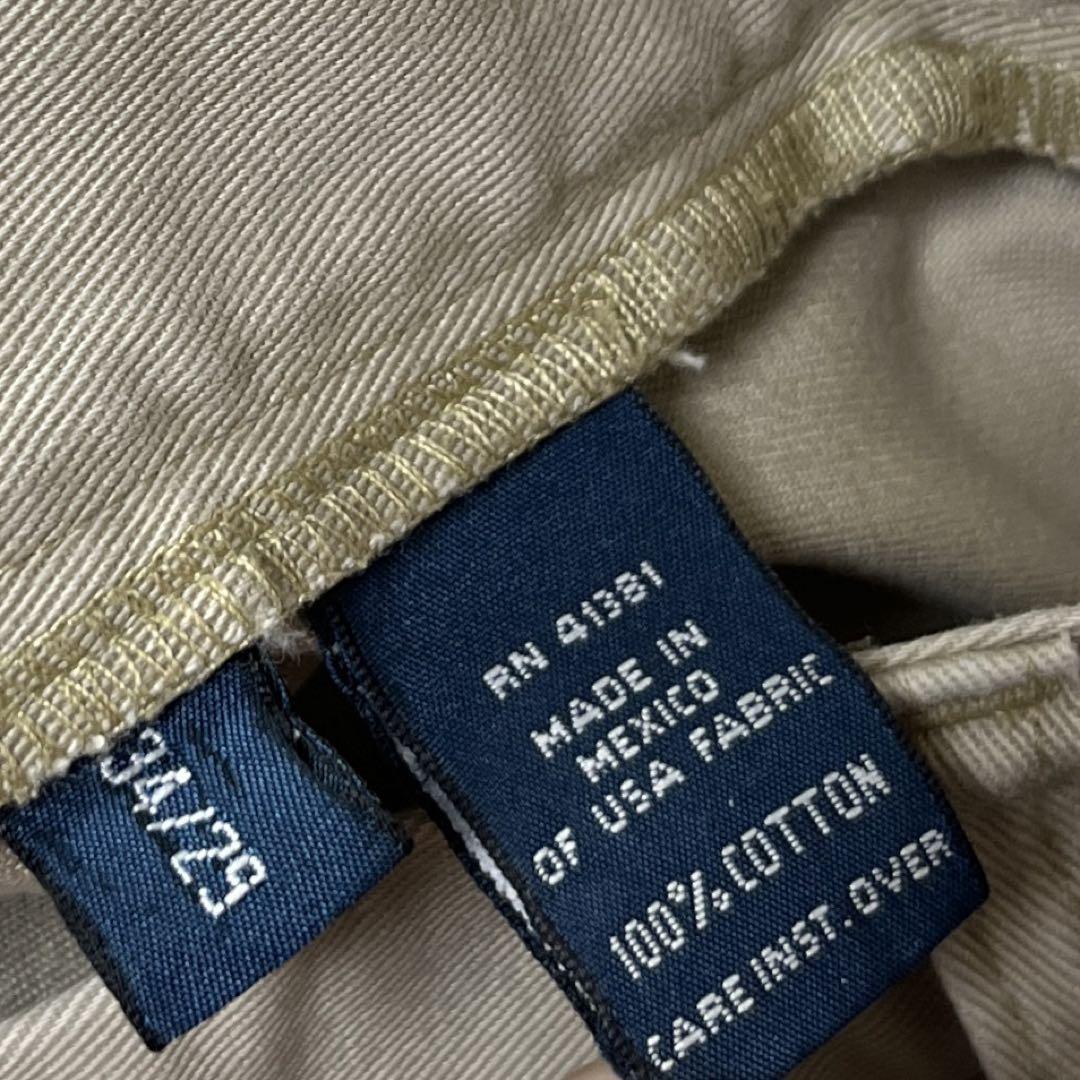 34/29
RN 41381
MADE IN
MEXICO
OF USA FABRIC
100% COTTON
CARE INST. OVER